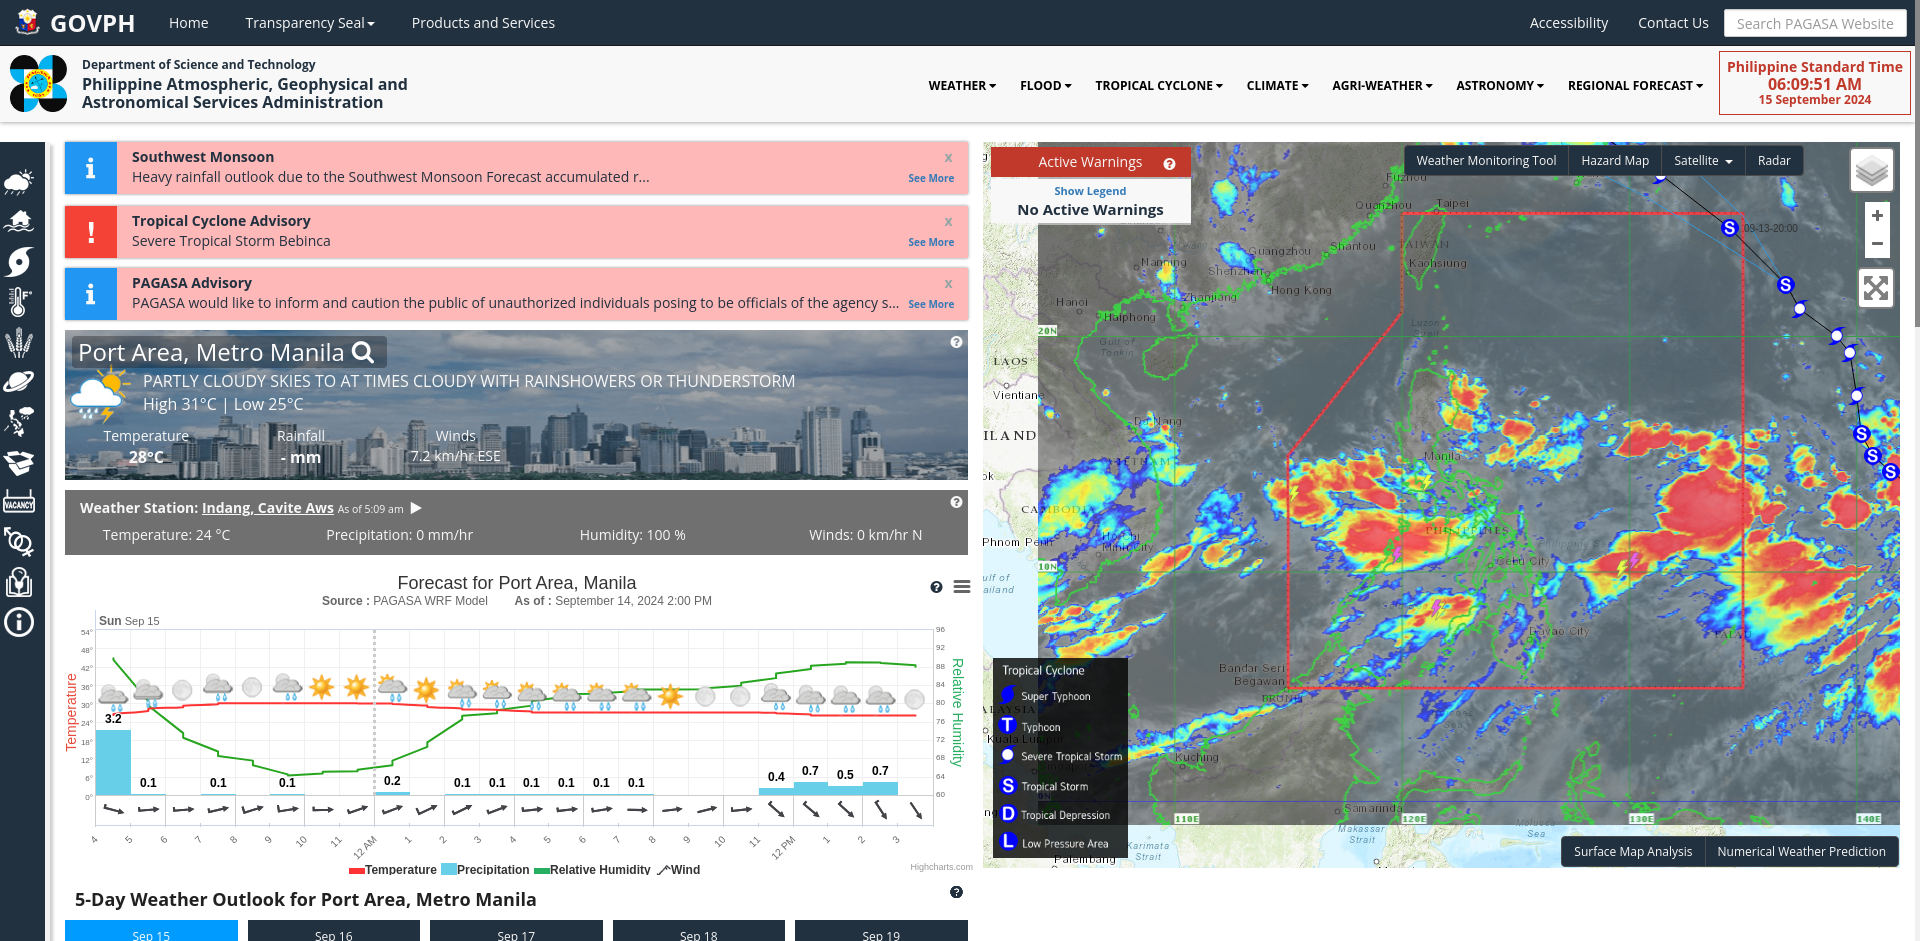 GOVPH
Home
Transparency Seal
Products and Services
Accessibility
Contact Us
Search PAGASA Website
Department of Science and Technology
Philippine Atmospheric, Geophysical and
Astronomical Services Administration
WEATHER
FLOOD
TROPICAL CYCLONE
CLIMATE
AGRI-WEATHER
ASTRONOMY
REGIONAL FORECAST
Philippine Standard Time
06:09:51 AM
15 September 2024
VACANCY
Southwest Monsoon
x
Heavy rainfall outlook due to the Southwest Monsoon Forecast accumulated r...
See More
Tropical Cyclone Advisory
x
Severe Tropical Storm Bebinca
See More
PAGASA Advisory
x
PAGASA would like to inform and caution the public of unauthorized individuals posing to be officials of the agency s...
See More
Port Area, Metro Manila
PARTLY CLOUDY SKIES TO AT TIMES CLOUDY WITH RAINSHOWERS OR THUNDERSTORM
High 31°C | Low 25°C
Temperature
Rainfall
Winds
28°C
- mm
7.2 km/hr ESE
Weather Station: Indang, Cavite Aws As of 5:09 am
Temperature: 24 °C
Precipitation: 0 mm/hr
Humidity: 100 %
Winds: 0 km/hr N
Forecast for Port Area, Manila
Source : PAGASA WRF Model As of : September 14, 2024 2:00 PM
Sun Sep 15
54°
48°
42°
36°
30°
24°
18°
12°
6°
0°
Temperature
96
92
88
84
80
76
72
68
64
60
Relative Humidity
3.2
0.1
0.1
0.1
0.2
0.1
0.1
0.1
0.1
0.1
0.1
0.4
0.7
0.5
0.7
4
5
6
7
8
9
10
11
12 AM
1
2
3
4
5
6
7
8
9
10
11
12 PM
1
2
3
Temperature
Precipitation
Relative Humidity
Wind
Highcharts.com
5-Day Weather Outlook for Port Area, Metro Manila
Sep 15
Sep 16
Sep 17
Sep 18
Sep 19
Active Warnings
Show Legend
No Active Warnings
Weather Monitoring Tool
Hazard Map
Satellite
Radar
+
−
Fuzhou
Quanzhou
Taipei
09-13-20:00
Guangzhou
Shantou
TAIWAN
Nanning
Shenzhen
Kaohsiung
Hong Kong
Zhanjiang
Hanoi
Haiphong
20N
Luzon
Strait
Gulf of
Tonkin
LAOS
Vientiane
Da Nang
ILAND
Manila
VIETNAM
ok
CAMBODIA
PHILIPPINES
Phnom Penh
Ho Chi
Minh City
Cebu City
10N
ulf of
ailand
Davao City
PALAU
Bandar Seri
Begawan
BRUNEI
ALAYSIA
Kuala Lumpur
Kuching
Samarinda
110E
120E
130E
140E
Makassar
Strait
Molucca
Sea
Karimata
Strait
Palembang
Tropical Cyclone
Super Typhoon
T Typhoon
Severe Tropical Storm
S Tropical Storm
D Tropical Depression
L Low Pressure Area
S
S
S
S
S
Surface Map Analysis
Numerical Weather Prediction